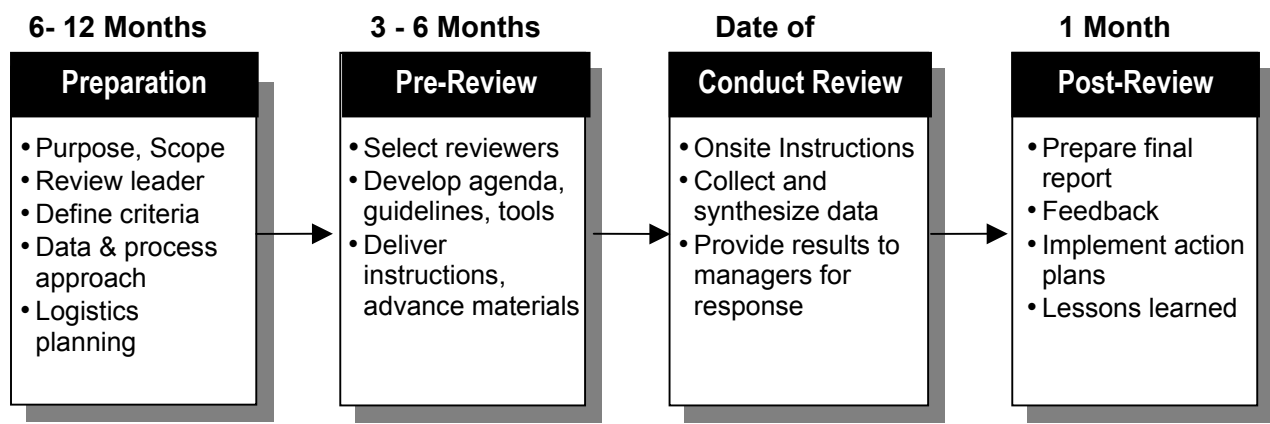 6- 12 Months
Preparation
• Purpose, Scope
• Review leader
• Define criteria
• Data & process
approach
• Logistics
planning
3 - 6 Months
Pre-Review
• Select reviewers
• Develop agenda,
guidelines, tools
• Deliver
instructions,
advance materials
Date of
Conduct Review
• Onsite Instructions
• Collect and
synthesize data
• Provide results to
managers for
response
1 Month
Post-Review
• Prepare final
report
• Feedback
• Implement action
plans
• Lessons learned